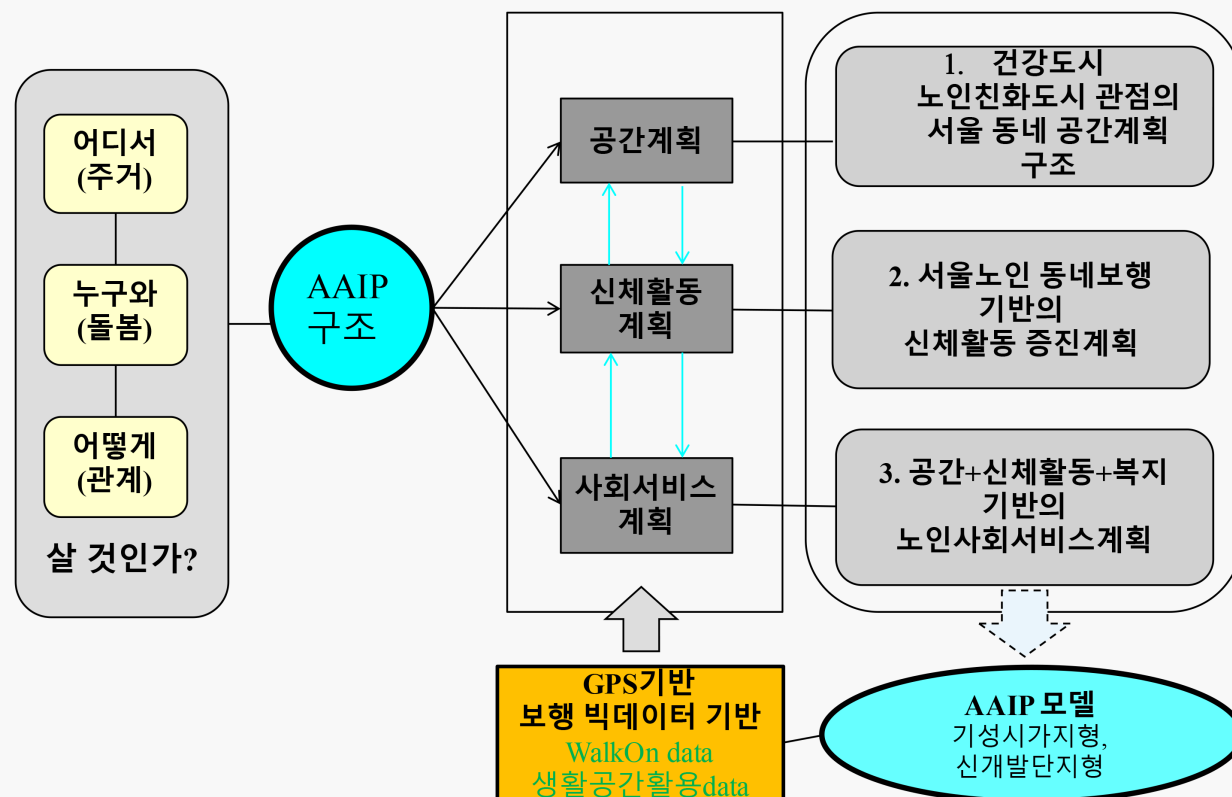 어디서
(주거)
누구와
(돌봄)
어떻게
(관계)
살 것인가?
AAIP
구조
공간계획
신체활동
계획
사회서비스
계획
1. 건강도시
노인친화도시 관점의
서울 동네 공간계획
구조
2. 서울노인 동네보행
기반의
신체활동 증진계획
3. 공간+신체활동+복지
기반의
노인사회서비스계획
GPS기반
보행 빅데이터 기반
WalkOn data
생활공간활용data
AAIP 모델
기성시가지형,
신개발단지형